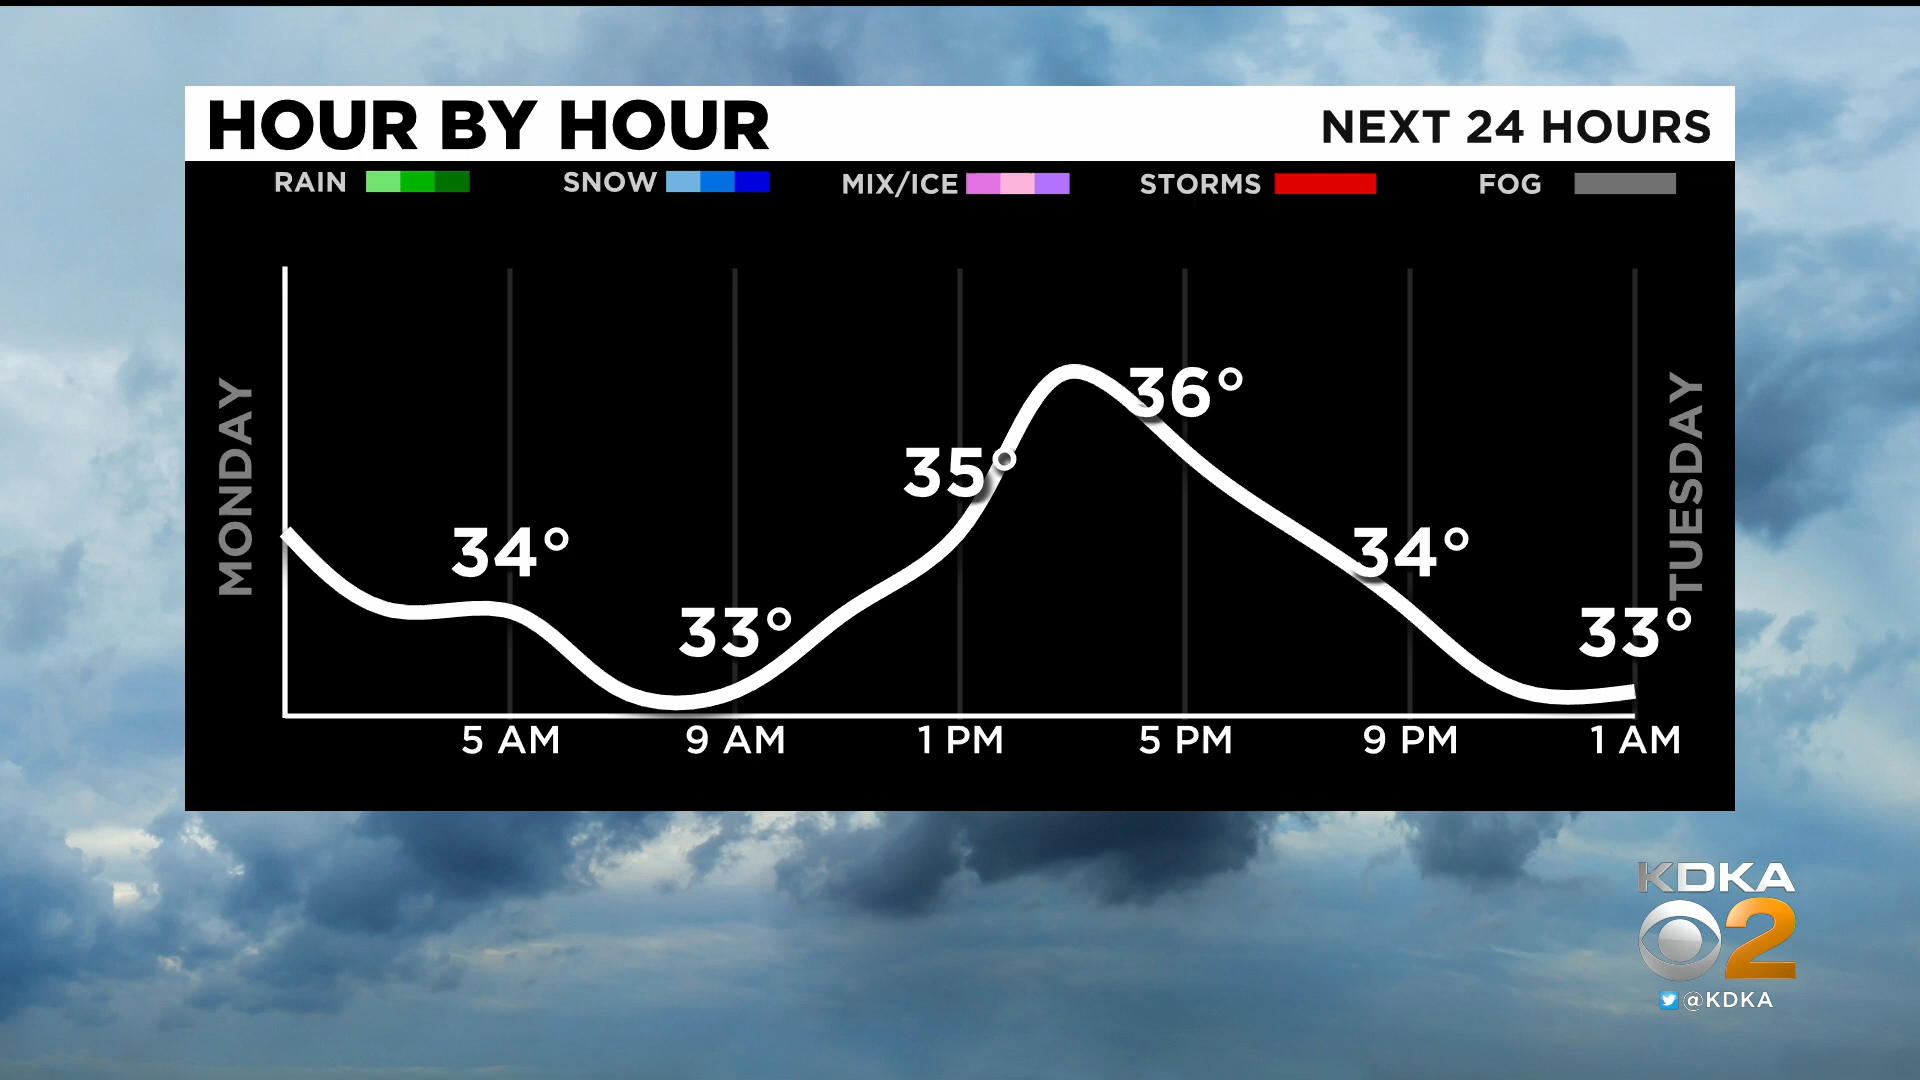 HOUR BY HOUR
NEXT 24 HOURS
RAIN
SNOW
MIX/ICE
STORMS
FOG
MONDAY
34°
33°
35°
36°
34°
33°
TUESDAY
5 AM
9 AM
1 PM
5 PM
9 PM
1 AM
KDKA
2
@KDKA